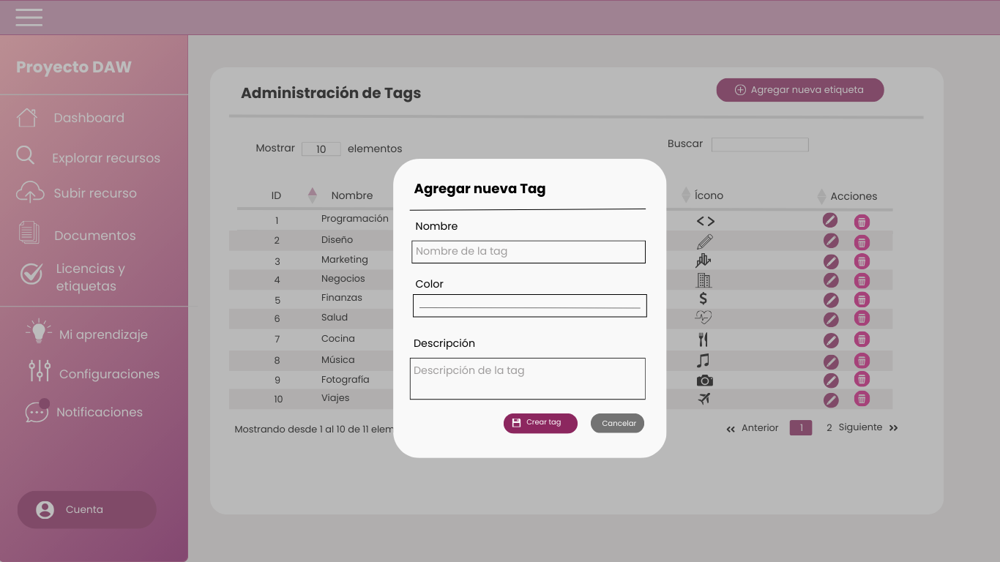 Proyecto DAW
Dashboard
Explorar recursos
Subir recurso
Documentos
Licencias y
etiquetas
Mi aprendizaje
Configuraciones
Notificaciones
Cuenta
Administración de Tags
Agregar nueva etiqueta
Mostrar 10 elementos
Buscar
ID Nombre Ícono Acciones
1 Programación
2 Diseño
3 Marketing
4 Negocios
5 Finanzas $
6 Salud
7 Cocina
8 Música
9 Fotografía
10 Viajes
Mostrando desde 1 al 10 de 11 elem
Anterior 1 2 Siguiente
Agregar nueva Tag
Nombre
Nombre de la tag
Color
Descripción
Descripción de la tag
Crear tag
Cancelar